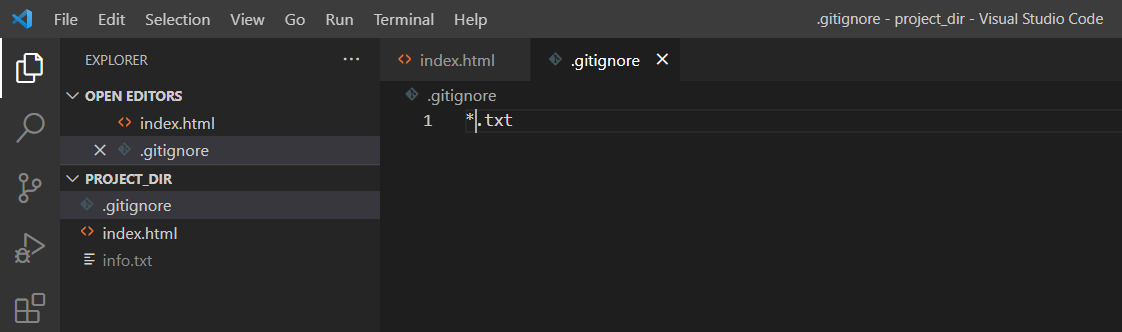 File Edit Selection View Go Run Terminal Help .gitignore - project_dir - Visual Studio Code
EXPLORER ···
OPEN EDITORS
index.html
.gitignore
PROJECT_DIR
.gitignore
index.html
info.txt
index.html .gitignore
.gitignore
1 *.txt